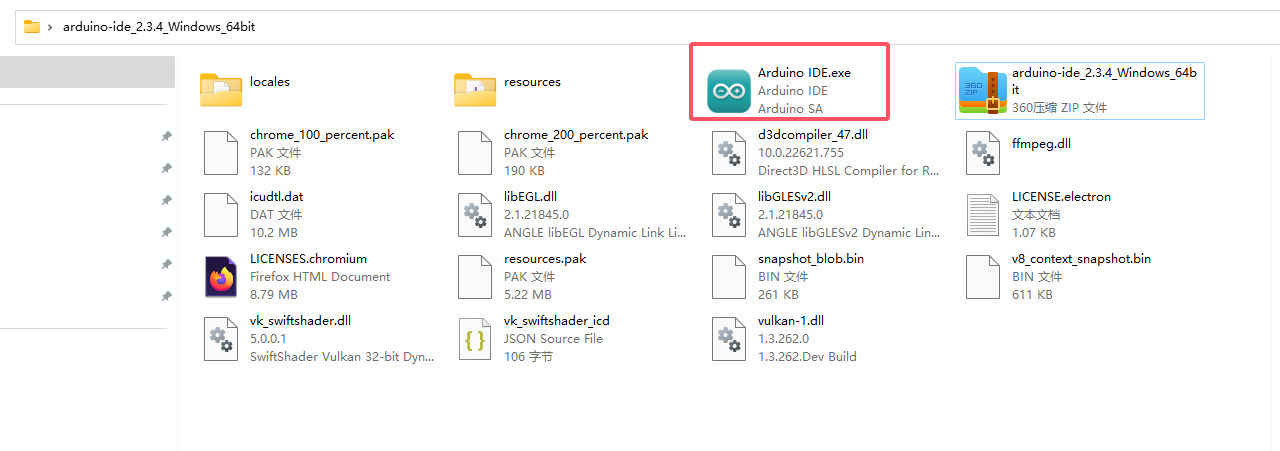 arduino-ide_2.3.4_Windows_64bit
locales
resources
Arduino IDE.exe
Arduino IDE
Arduino SA
arduino-ide_2.3.4_Windows_64b
it
360压缩 ZIP 文件
chrome_100_percent.pak
PAK 文件
132 KB
chrome_200_percent.pak
PAK 文件
190 KB
d3dcompiler_47.dll
10.0.22621.755
Direct3D HLSL Compiler for R...
ffmpeg.dll
icudtl.dat
DAT 文件
10.2 MB
libEGL.dll
2.1.21845.0
ANGLE libEGL Dynamic Link Li...
libGLESv2.dll
2.1.21845.0
ANGLE libGLESv2 Dynamic Lin...
LICENSE.electron
文本文档
1.07 KB
LICENSES.chromium
Firefox HTML Document
8.79 MB
resources.pak
PAK 文件
5.22 MB
snapshot_blob.bin
BIN 文件
261 KB
v8_context_snapshot.bin
BIN 文件
611 KB
vk_swiftshader.dll
5.0.0.1
SwiftShader Vulkan 32-bit Dyn...
vk_swiftshader_icd
JSON Source File
106 字节
vulkan-1.dll
1.3.262.0
1.3.262.Dev Build